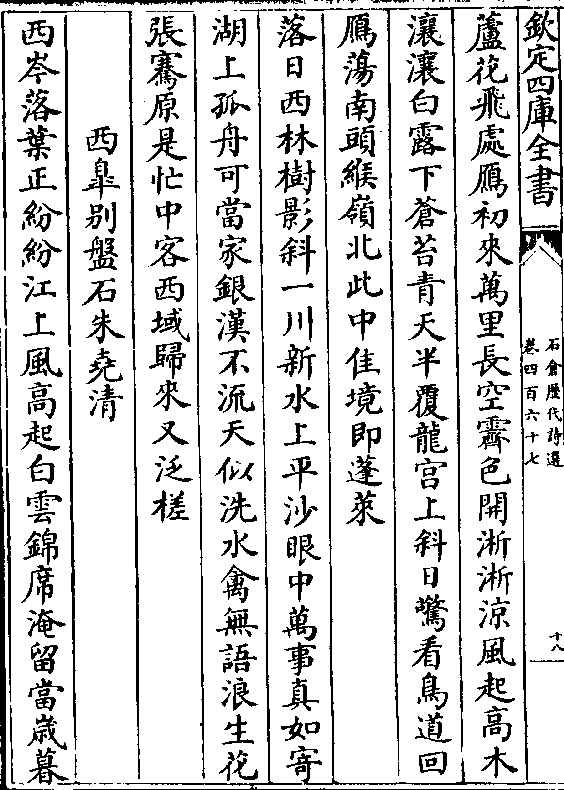 欽定四庫全書
石倉歷代詩選
卷四百六十七
十八
蘆花飛處鴈初來萬里長空霽色開淅淅涼風起高木
瀼瀼白露下蒼苔青天半覆龍宫上斜日驚看鳥道回
鴈蕩南頭緱嶺北此中佳境即蓬萊
落日西林樹影斜一川新水上平沙眼中萬事真如寄
湖上孤舟可當家銀漢不流天似洗水禽無語浪生花
張騫原是忙中客西域歸來又泛槎
西臯别盤石朱堯清
西岑落葉正紛紛江上風高起白雲錦席淹留當歲暮